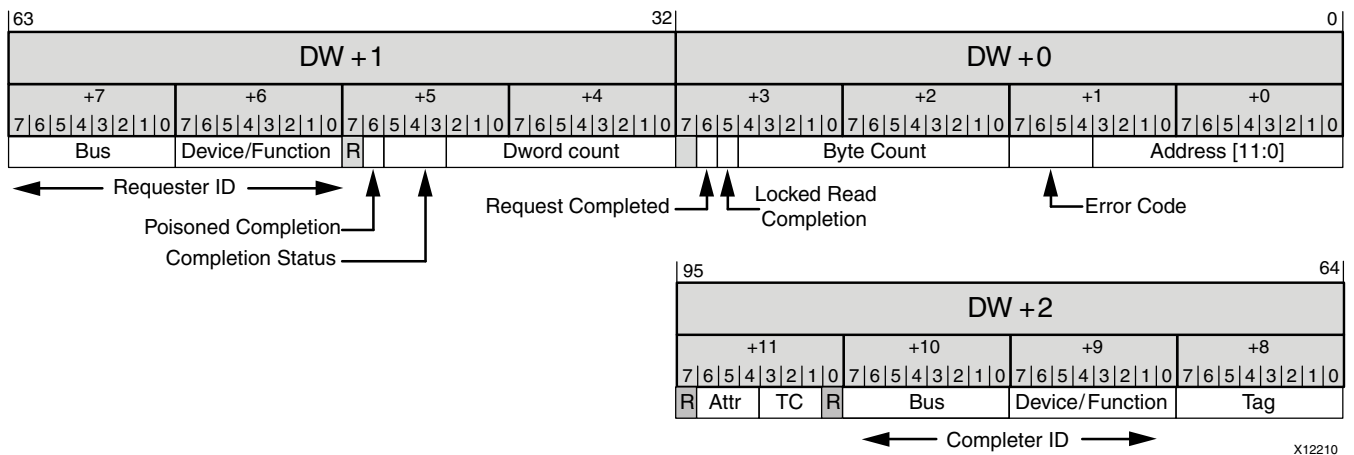 63 32 0
DW +1 DW +0
+7 +6 +5 +4 +3 +2 +1 +0
7 6 5 4 3 2 1 0 7 6 5 4 3 2 1 0 7 6 5 4 3 2 1 0 7 6 5 4 3 2 1 0 7 6 5 4 3 2 1 0 7 6 5 4 3 2 1 0 7 6 5 4 3 2 1 0 7 6 5 4 3 2 1 0
Bus Device/Function R Dword count Byte Count Address [11:0]
Requester ID
Poisoned Completion
Completion Status
Request Completed
Locked Read
Completion
Error Code
95 64
DW +2
+11 +10 +9 +8
7 6 5 4 3 2 1 0 7 6 5 4 3 2 1 0 7 6 5 4 3 2 1 0 7 6 5 4 3 2 1 0
R Attr TC R Bus Device/Function Tag
Completer ID
X12210